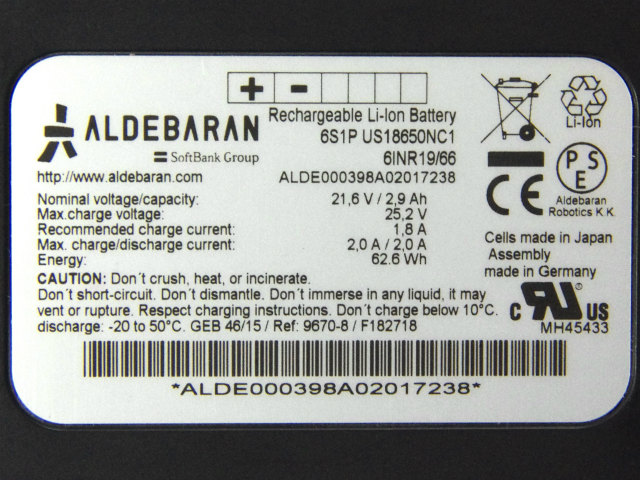 + -
ALDEBARAN
SoftBank Group
http://www.aldebaran.com
Rechargeable Li-Ion Battery
6S1P US18650NC1
6INR19/66
ALDE000398A02017238
Nominal voltage/capacity: 21,6 V / 2,9 Ah
Max.charge voltage: 25,2 V
Recommended charge current: 1,8 A
Max.charge/discharge current: 2,0 A / 2,0 A
Energy: 62.6 Wh
CAUTION: Don´t crush, heat, or incinerate.
Don´t short-circuit. Don´t dismantle. Don´t immerse in any liquid, it may
vent or rupture. Respect charging instructions. Don´t charge below 10°C.
discharge: -20 to 50°C. GEB 46/15 / Ref: 9670-8 / F182718
*ALDE000398A02017238*
Li-Ion
CE
PSE
Aldebaran
Robotics K.K.
Cells made in Japan
Assembly
made in Germany
c RU® US
MH45433